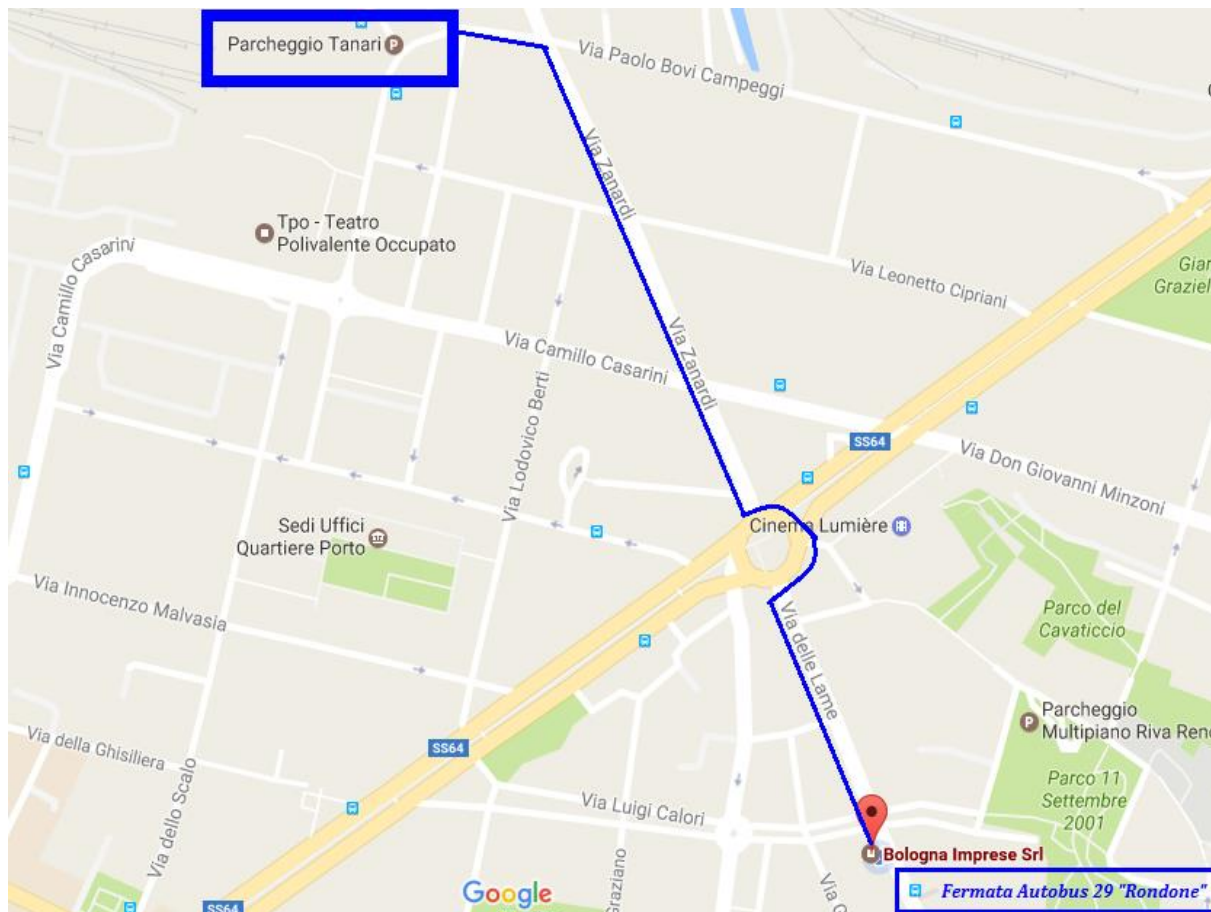 Parcheggio Tanari
P
Via Paolo Bovi Campeggi
Via Zanardi
Tpo - Teatro
Polivalente Occupato
Via Camillo Casarini
Via Leonetto Cipriani
Via Zanardi
Via Camillo Casarini
Via Lodovico Berti
SS64
Via Don Giovanni Minzoni
Sedi Uffici
Quartiere Porto
Cinema Lumière
Via Innocenzo Malvasia
Parco del
Cavaticcio
Via delle Lame
P
Parcheggio
Multipiano Riva Reno
SS64
Via della Ghisiliera
Via dello Scalo
Parco 11
Settembre
2001
Via Luigi Calori
Bologna Imprese Srl
Graziano
Google
Fermata Autobus 29 "Rondone"
SS64